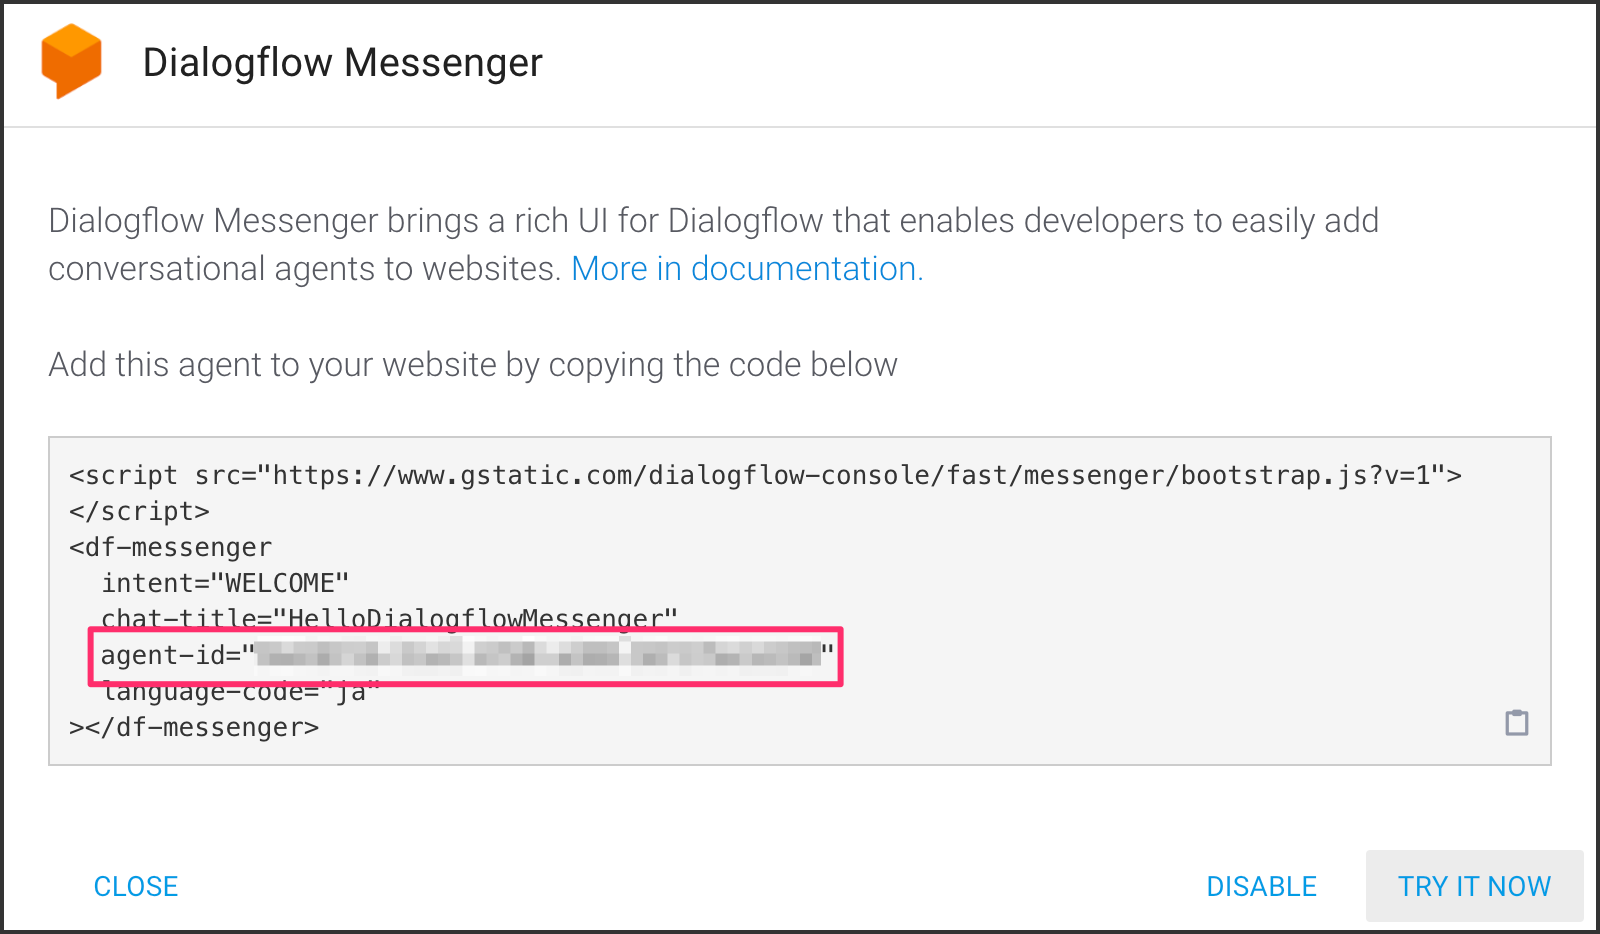 Dialogflow Messenger
Dialogflow Messenger brings a rich UI for Dialogflow that enables developers to easily add
conversational agents to websites. More in documentation.
Add this agent to your website by copying the code below
<script src="https://www.gstatic.com/dialogflow-console/fast/messenger/bootstrap.js?v=1">
</script>
<df-messenger
intent="WELCOME"
chat-title="HelloDialogflowMessenger"
agent-id=""
language-code="ja"
></df-messenger>
CLOSE
DISABLE
TRY IT NOW